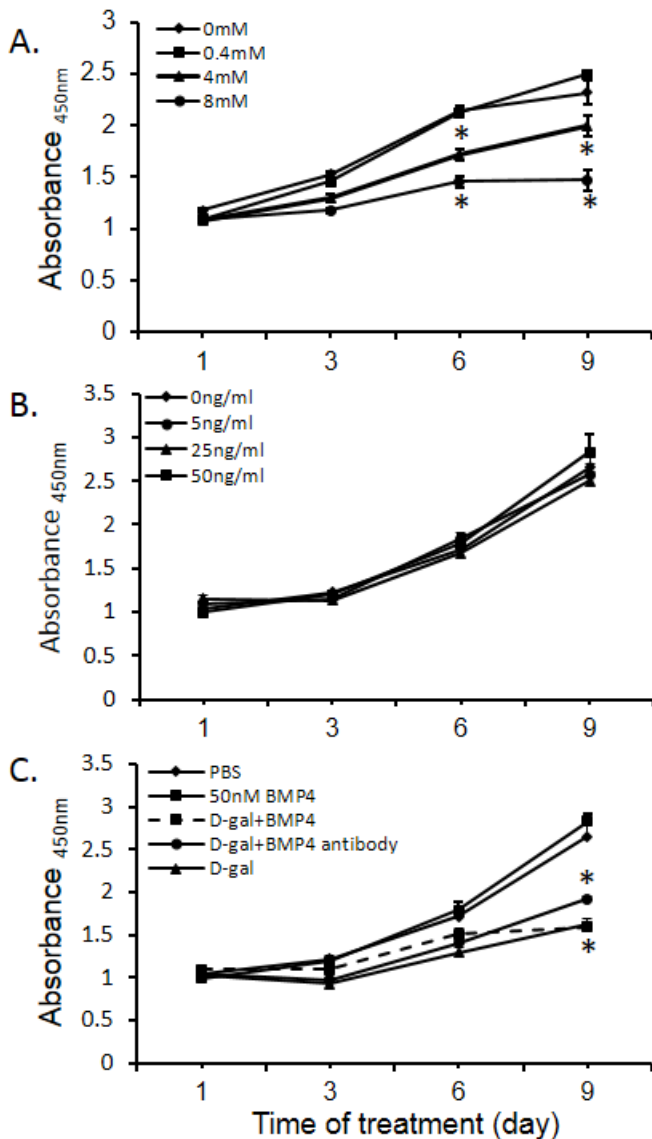 A.
0mM
0.4mM
4mM
8mM
3
2.5
2
1.5
1
0.5
0
Absorbance 450nm
*
*
*
*
1 3 6 9
B.
0ng/ml
5ng/ml
25ng/ml
50ng/ml
3.5
3
2.5
2
1.5
1
0.5
0
Absorbance 450nm
1 3 6 9
C.
PBS
50nM BMP4
D-gal+BMP4
D-gal+BMP4 antibody
D-gal
3.5
3
2.5
2
1.5
1
0.5
0
Absorbance 450nm
*
*
1 3 6 9
Time of treatment (day)